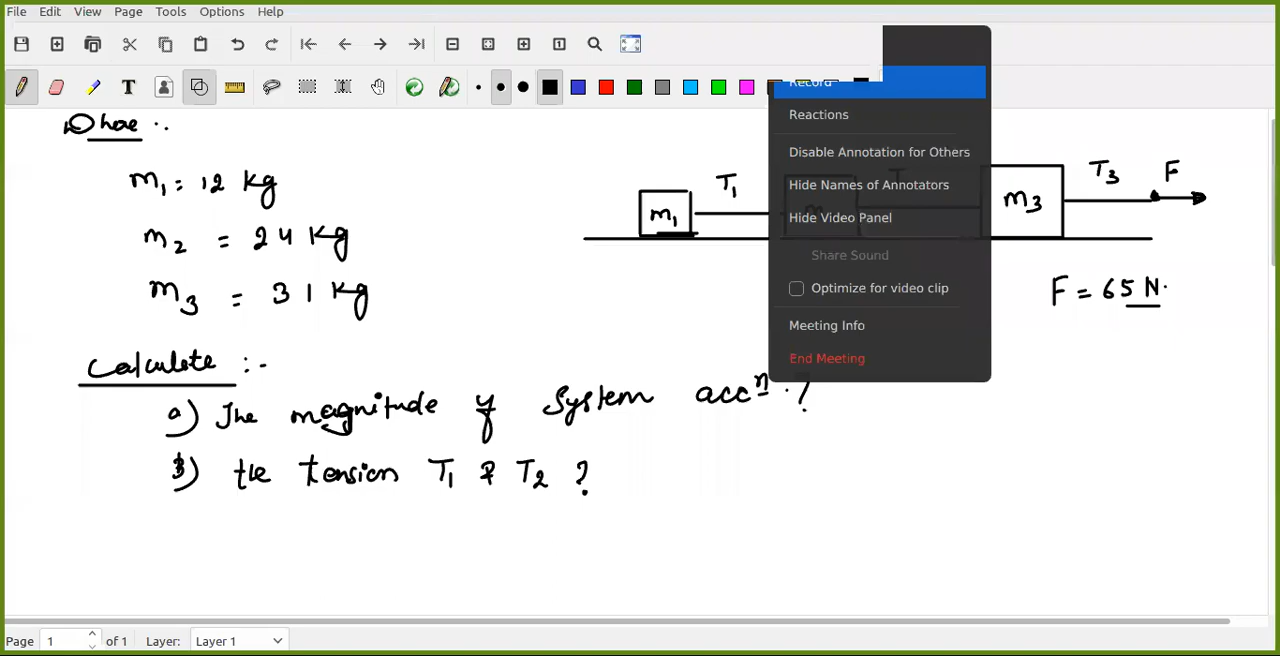 File Edit View Page Tools Options Help
Record
Reactions
Disable Annotation for Others
Hide Names of Annotators
Hide Video Panel
Share Sound
Optimize for video clip
Meeting Info
End Meeting
m1 = 12 kg
m2 = 24 kg
m3 = 31 kg
T1 T3 F
m1 m3
F = 65 N.
Calculate :-
a) The magnitude of System accn. ?
b) the tension T1 & T2 ?
Page 1 of 1 Layer: Layer 1